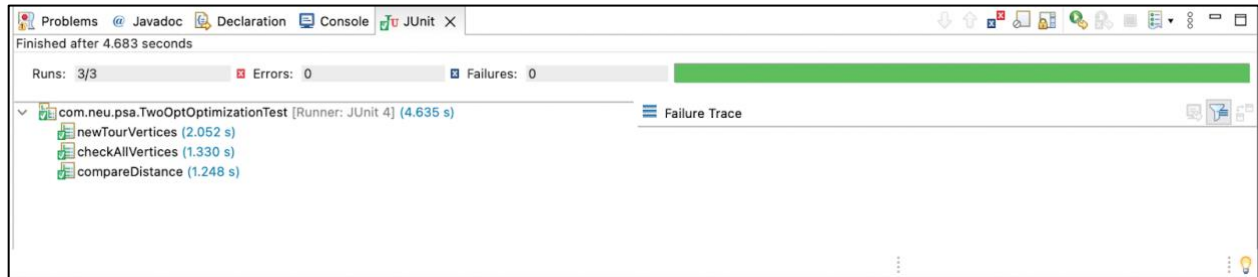 Problems @ Javadoc Declaration Console JU JUnit X
Finished after 4.683 seconds
Runs: 3/3 Errors: 0 Failures: 0
com.neu.psa.TwoOptOptimizationTest [Runner: JUnit 4] (4.635 s) Failure Trace
newTourVertices (2.052 s)
checkAllVertices (1.330 s)
compareDistance (1.248 s)